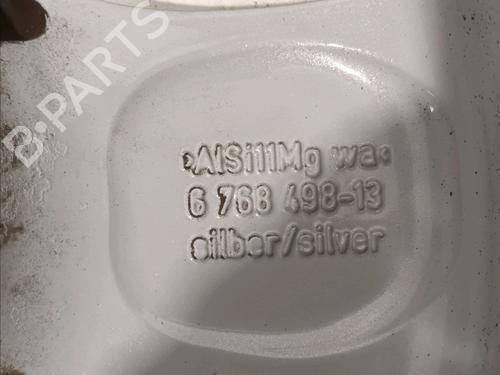 B-PARTS
>AlSi11Mg wa<
6 768 498-13
silber/silver